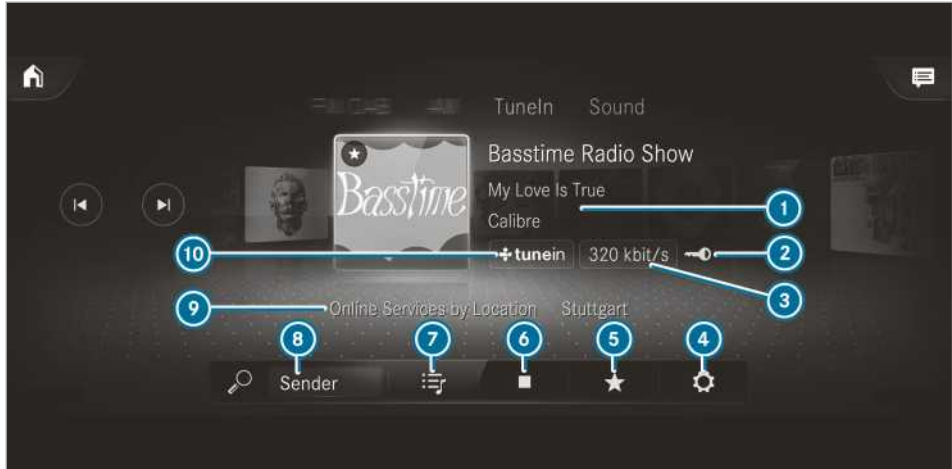 TuneIn Sound
Basstime Radio Show
Basstime
My Love Is True
1
Calibre
10
tunein
320 kbit/s
2
3
9
Online Services by Location Stuttgart
8
7
6
5
4
Sender